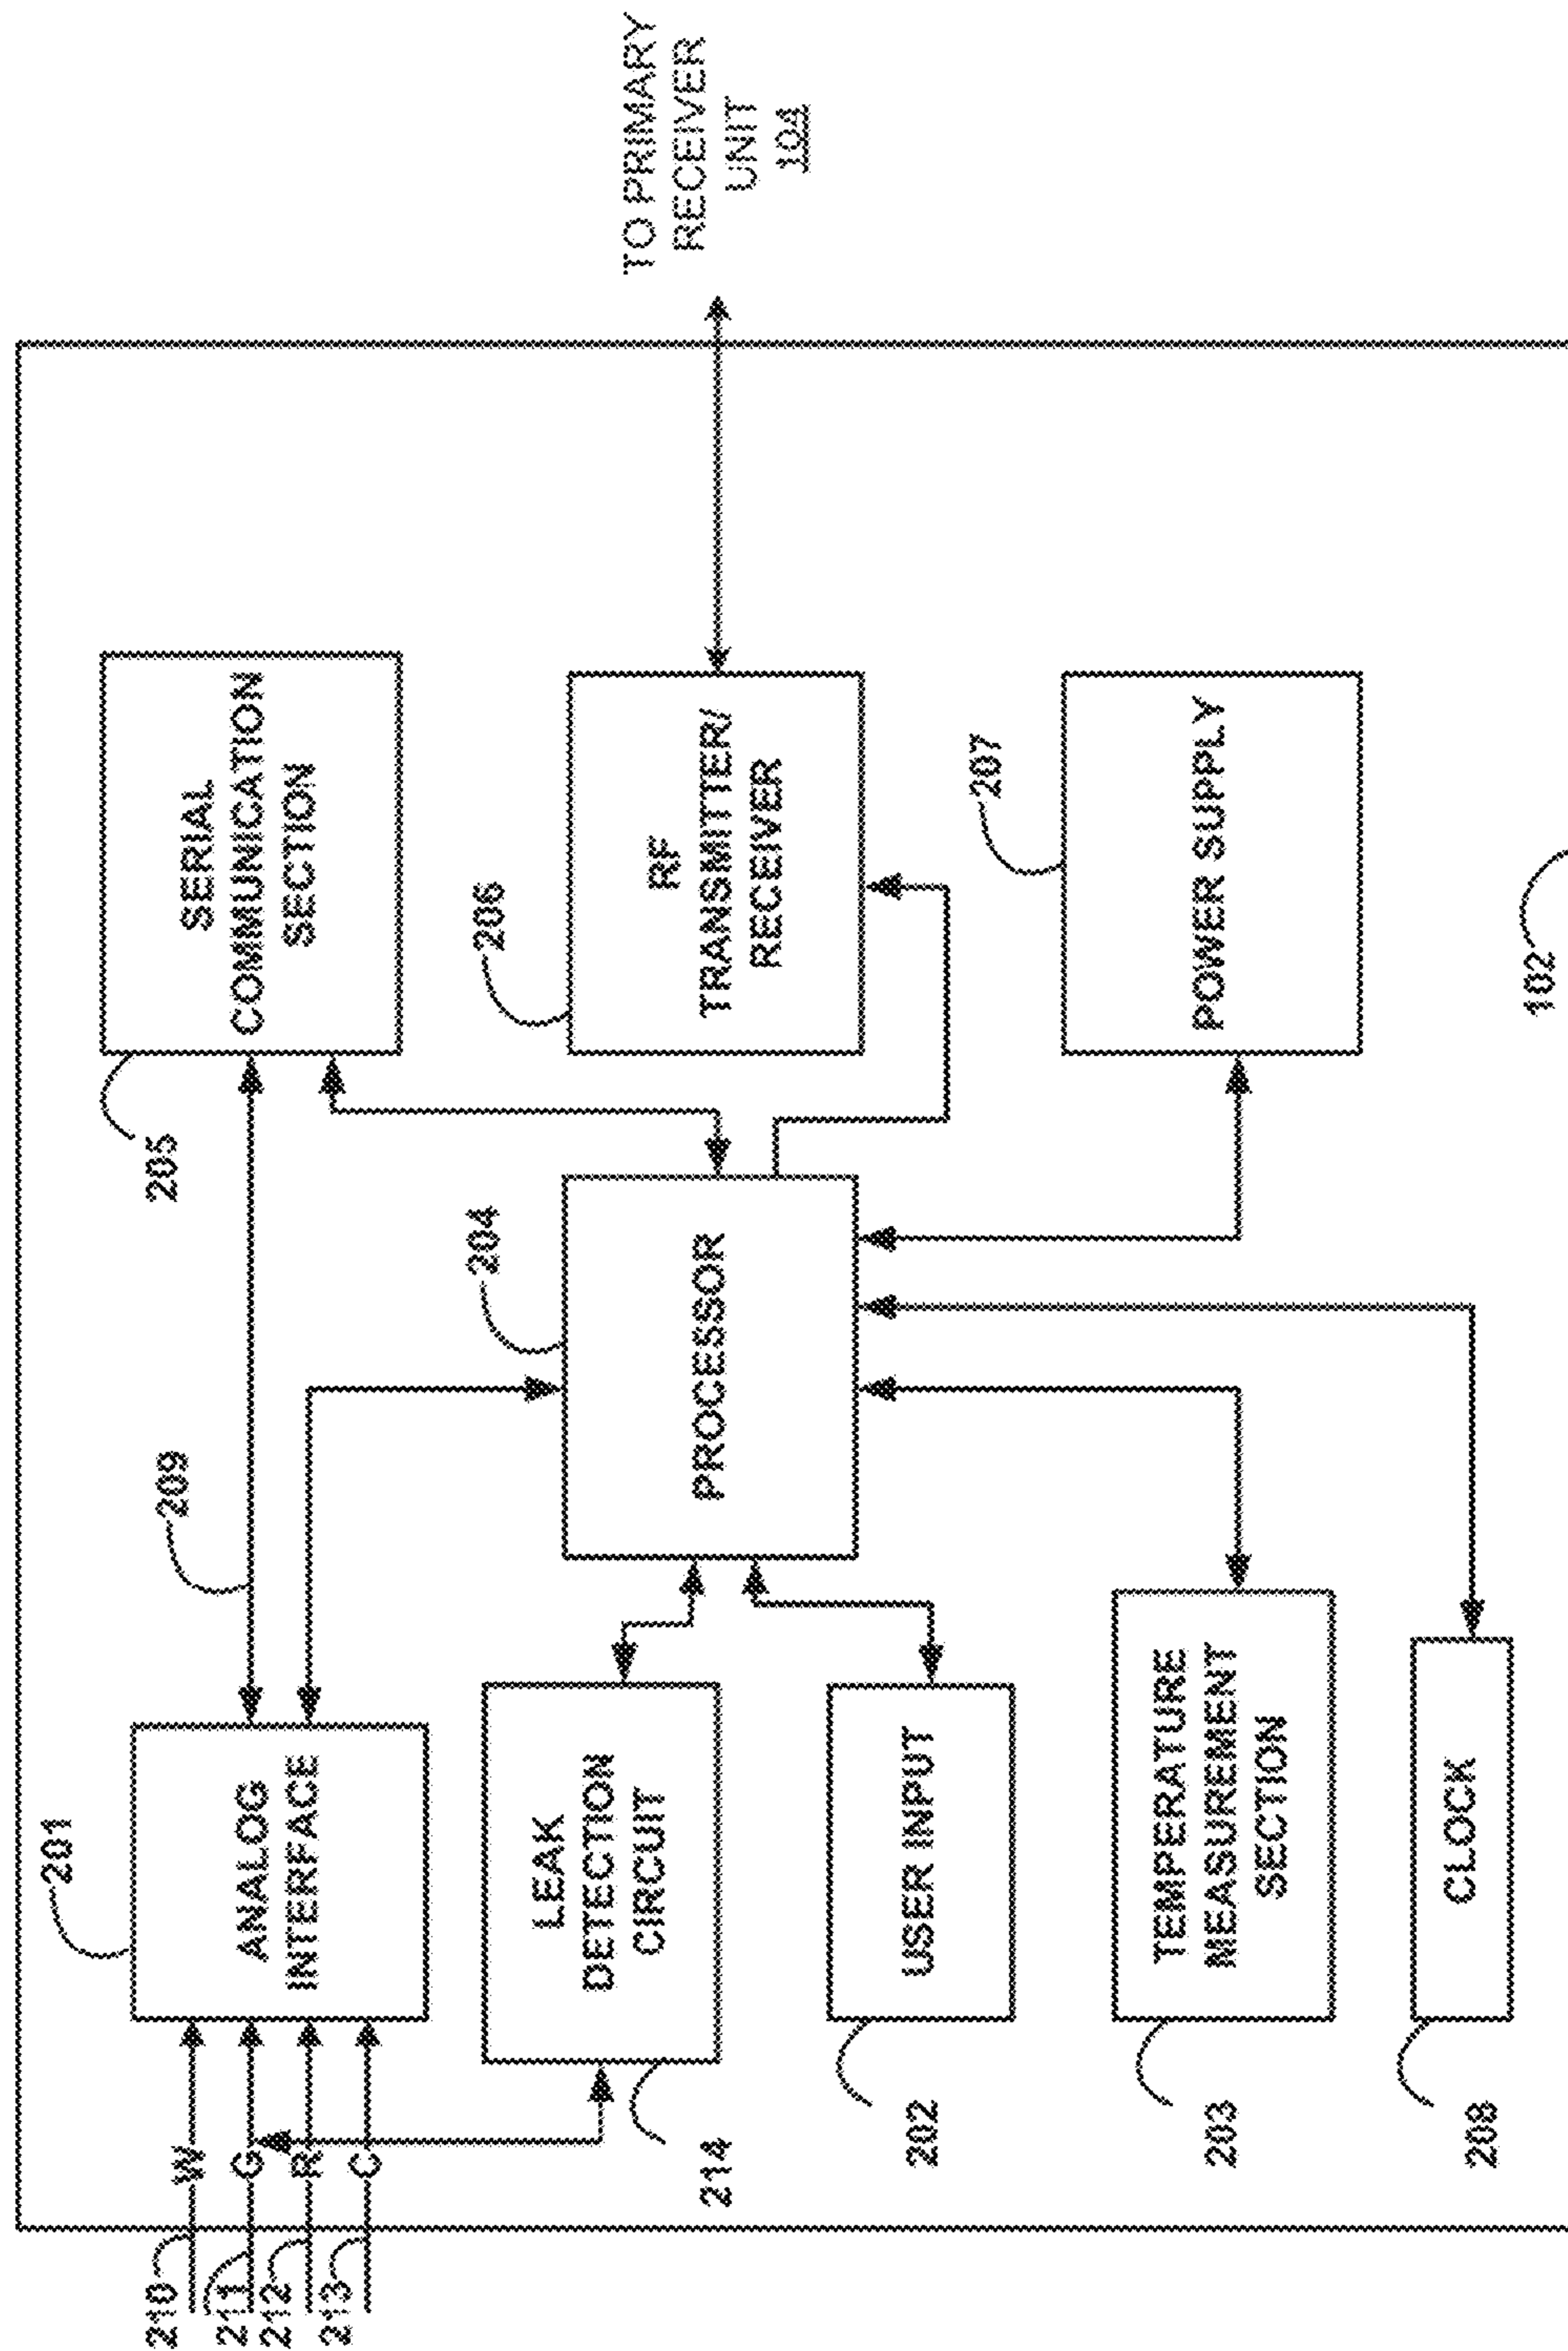 210
211
212
213
W
G
R
C
201
ANALOG
INTERFACE
209
205
SERIAL
COMMUNICATION
SECTION
214
LEAK
DETECTION
CIRCUIT
204
PROCESSOR
206
RF
TRANSMITTER/
RECEIVER
TO PRIMARY
RECEIVER
UNIT
104
202
USER INPUT
203
TEMPERATURE
MEASUREMENT
SECTION
207
POWER SUPPLY
208
CLOCK
102